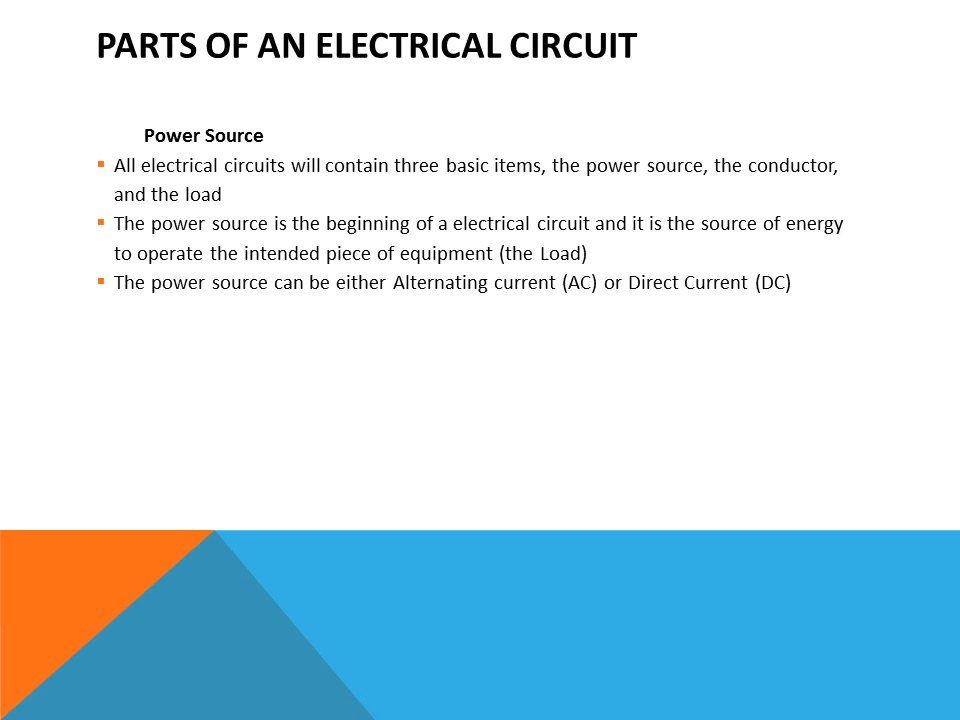 PARTS OF AN ELECTRICAL CIRCUIT
Power Source
▪ All electrical circuits will contain three basic items, the power source, the conductor,
and the load
▪ The power source is the beginning of a electrical circuit and it is the source of energy
to operate the intended piece of equipment (the Load)
▪ The power source can be either Alternating current (AC) or Direct Current (DC)